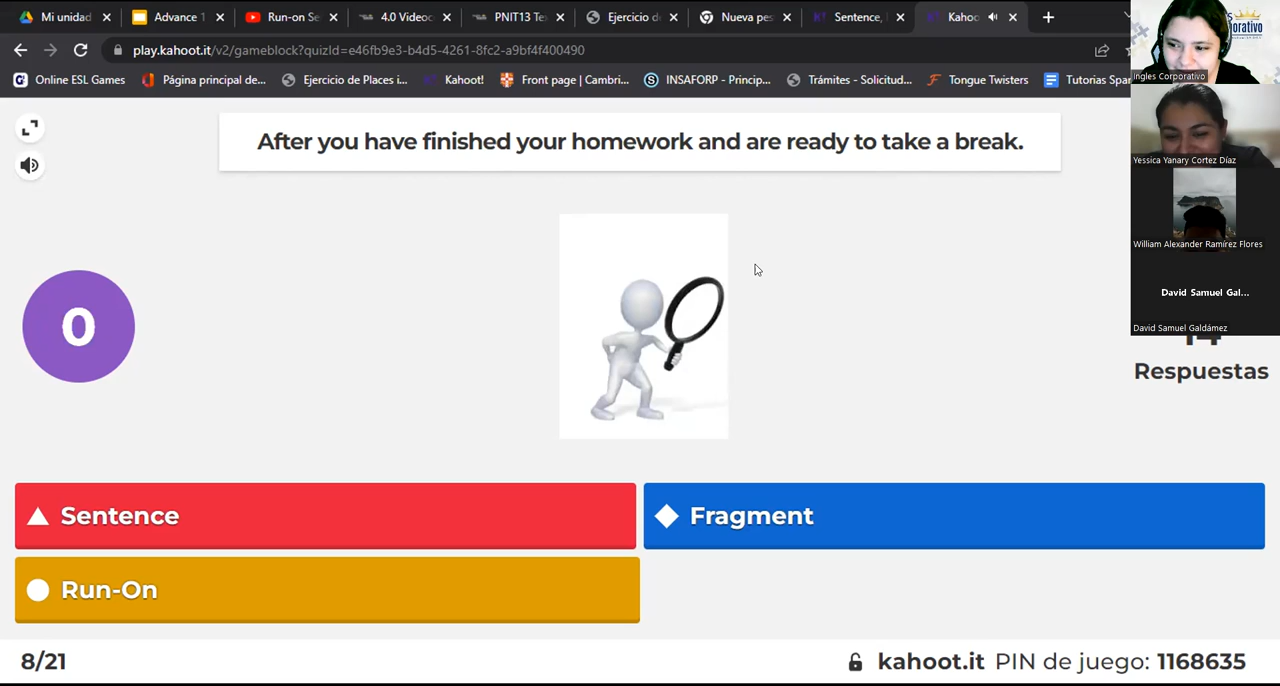 Mi unidad
Advance 1
Run-on Se
4.0 Videoc
PNIT13 Te
Ejercicio d
Nueva pes
Sentence,
Kahoo
play.kahoot.it/v2/gameblock?quizId=e46fb9e3-b4d5-4261-8fc2-a9bf4f400490
Online ESL Games
Página principal de...
Ejercicio de Places i...
Kahoot!
Front page | Cambri...
INSAFORP - Princip...
Trámites - Solicitud...
Tongue Twisters
Tutorias Spar
Ingles Corporativo
Yessica Yanary Cortez Díaz
William Alexander Ramírez Flores
David Samuel Gal...
David Samuel Galdámez
After you have finished your homework and are ready to take a break.
0
14
Respuestas
Sentence
Fragment
Run-On
8/21
kahoot.it PIN de juego: 1168635